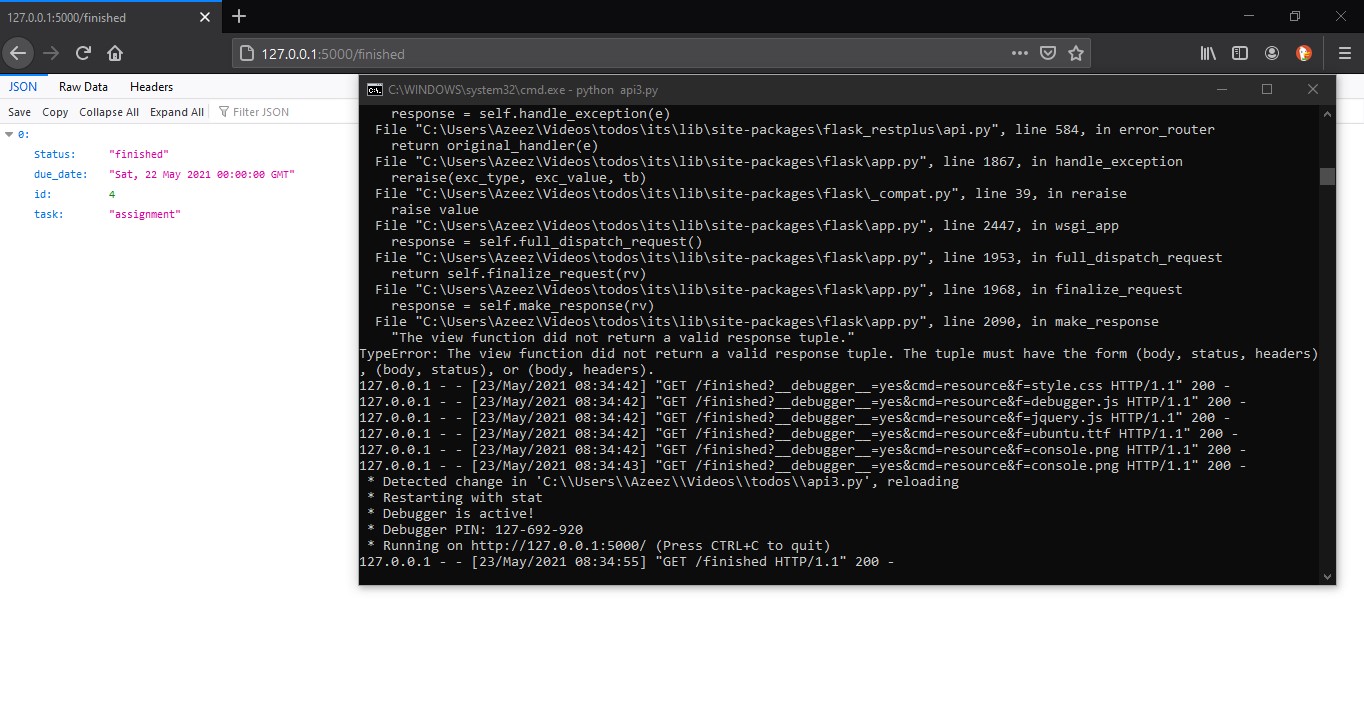 127.0.0.1:5000/finished
127.0.0.1:5000/finished
JSON Raw Data Headers
Save Copy Collapse All Expand All Filter JSON
0:
Status: "finished"
due_date: "Sat, 22 May 2021 00:00:00 GMT"
id: 4
task: "assignment"
C:\WINDOWS\system32\cmd.exe - python api3.py
response = self.handle_exception(e)
File "C:\Users\Azeez\Videos\todos\its\lib\site-packages\flask_restplus\api.py", line 584, in error_router
return original_handler(e)
File "C:\Users\Azeez\Videos\todos\its\lib\site-packages\flask\app.py", line 1867, in handle_exception
reraise(exc_type, exc_value, tb)
File "C:\Users\Azeez\Videos\todos\its\lib\site-packages\flask\_compat.py", line 39, in reraise
raise value
File "C:\Users\Azeez\Videos\todos\its\lib\site-packages\flask\app.py", line 2447, in wsgi_app
response = self.full_dispatch_request()
File "C:\Users\Azeez\Videos\todos\its\lib\site-packages\flask\app.py", line 1953, in full_dispatch_request
return self.finalize_request(rv)
File "C:\Users\Azeez\Videos\todos\its\lib\site-packages\flask\app.py", line 1968, in finalize_request
response = self.make_response(rv)
File "C:\Users\Azeez\Videos\todos\its\lib\site-packages\flask\app.py", line 2090, in make_response
"The view function did not return a valid response tuple."
TypeError: The view function did not return a valid response tuple. The tuple must have the form (body, status, headers)
, (body, status), or (body, headers).
127.0.0.1 - - [23/May/2021 08:34:42] "GET /finished?__debugger__=yes&cmd=resource&f=style.css HTTP/1.1" 200 -
127.0.0.1 - - [23/May/2021 08:34:42] "GET /finished?__debugger__=yes&cmd=resource&f=debugger.js HTTP/1.1" 200 -
127.0.0.1 - - [23/May/2021 08:34:42] "GET /finished?__debugger__=yes&cmd=resource&f=jquery.js HTTP/1.1" 200 -
127.0.0.1 - - [23/May/2021 08:34:42] "GET /finished?__debugger__=yes&cmd=resource&f=ubuntu.ttf HTTP/1.1" 200 -
127.0.0.1 - - [23/May/2021 08:34:42] "GET /finished?__debugger__=yes&cmd=resource&f=console.png HTTP/1.1" 200 -
127.0.0.1 - - [23/May/2021 08:34:43] "GET /finished?__debugger__=yes&cmd=resource&f=console.png HTTP/1.1" 200 -
* Detected change in 'C:\\Users\\Azeez\\Videos\\todos\\api3.py', reloading
* Restarting with stat
* Debugger is active!
* Debugger PIN: 127-692-920
* Running on http://127.0.0.1:5000/ (Press CTRL+C to quit)
127.0.0.1 - - [23/May/2021 08:34:55] "GET /finished HTTP/1.1" 200 -